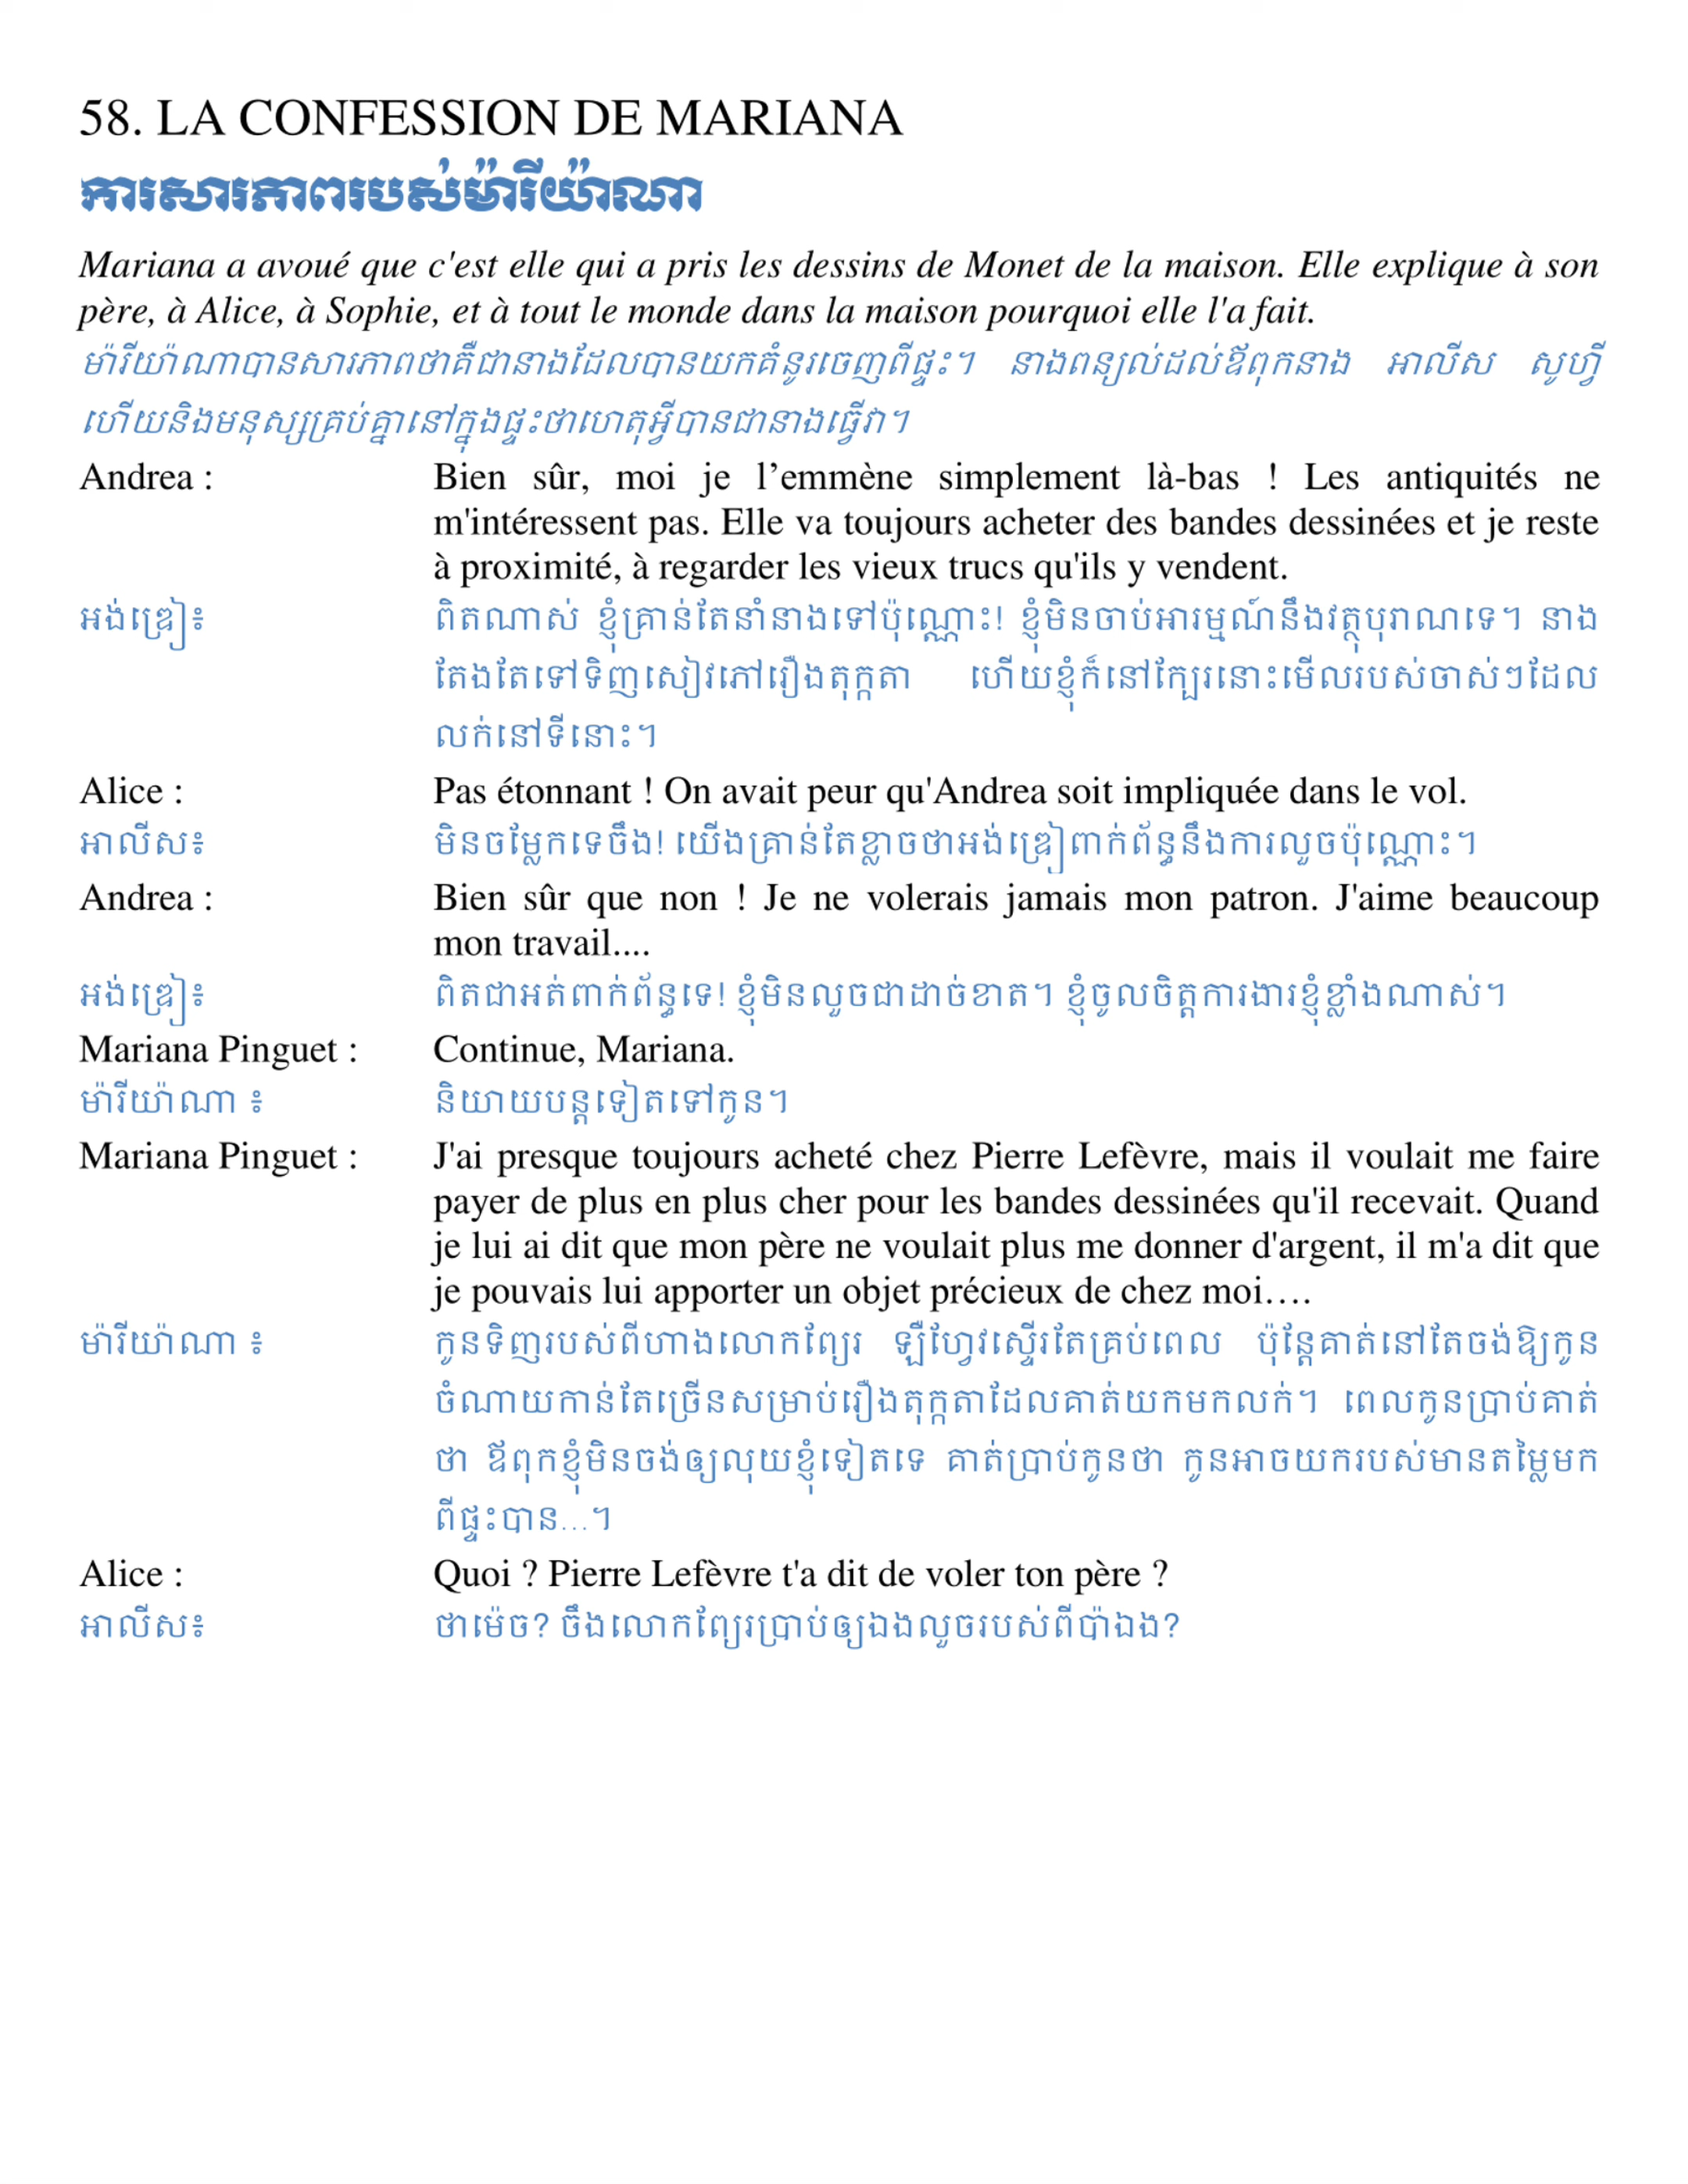 58. LA CONFESSION DE MARIANA
ការសារភាពរបស់ម៉ារីយ៉ាណា
Mariana a avoué que c'est elle qui a pris les dessins de Monet de la maison. Elle explique à son
père, à Alice, à Sophie, et à tout le monde dans la maison pourquoi elle l'a fait.
ម៉ារីយ៉ាណាបានសារភាពថាគឺជានាងដែលបានយកគំនូរចេញពីផ្ទះ។ នាងពន្យល់ដល់ឪពុកនាង អាលីស សូហ្វី
ហើយនិងមនុស្សគ្រប់គ្នានៅក្នុងផ្ទះថាហេតុអ្វីបានជានាងធ្វើវា។
Andrea : Bien sûr, moi je l’emmène simplement là-bas ! Les antiquités ne
m'intéressent pas. Elle va toujours acheter des bandes dessinées et je reste
à proximité, à regarder les vieux trucs qu'ils y vendent.
អង់ឌ្រៀ៖ ពិតណាស់ ខ្ញុំគ្រាន់តែនាំនាងទៅប៉ុណ្ណោះ! ខ្ញុំមិនចាប់អារម្មណ៍នឹងវត្ថុបុរាណទេ។ នាង
តែងតែទៅទិញសៀវភៅរឿងតុក្កតា ហើយខ្ញុំក៏នៅក្បែរនោះមើលរបស់ចាស់ៗដែល
លក់នៅទីនោះ។
Alice : Pas étonnant ! On avait peur qu'Andrea soit impliquée dans le vol.
អាលីស៖ មិនចម្លែកទេចឹង! យើងគ្រាន់តែខ្លាចថាអង់ឌ្រៀពាក់ព័ន្ធនឹងការលួចប៉ុណ្ណោះ។
Andrea : Bien sûr que non ! Je ne volerais jamais mon patron. J'aime beaucoup
mon travail....
អង់ឌ្រៀ៖ ពិតជាអត់ពាក់ព័ន្ធទេ! ខ្ញុំមិនលួចជាដាច់ខាត។ ខ្ញុំចូលចិត្តការងារខ្ញុំខ្លាំងណាស់។
Mariana Pinguet : Continue, Mariana.
ម៉ារីយ៉ាណា ៖ និយាយបន្តទៀតទៅកូន។
Mariana Pinguet : J'ai presque toujours acheté chez Pierre Lefèvre, mais il voulait me faire
payer de plus en plus cher pour les bandes dessinées qu'il recevait. Quand
je lui ai dit que mon père ne voulait plus me donner d'argent, il m'a dit que
je pouvais lui apporter un objet précieux de chez moi….
ម៉ារីយ៉ាណា ៖ កូនទិញរបស់ពីហាងលោកព្យែរ ឡឺហ្វែវស្ទើរតែគ្រប់ពេល ប៉ុន្តែគាត់នៅតែចង់ឱ្យកូន
ចំណាយកាន់តែច្រើនសម្រាប់រឿងតុក្កតាដែលគាត់យកមកលក់។ ពេលកូនប្រាប់គាត់
ថា ឪពុកខ្ញុំមិនចង់ឲ្យលុយខ្ញុំទៀតទេ គាត់ប្រាប់កូនថា កូនអាចយករបស់មានតម្លៃមក
ពីផ្ទះបាន...។
Alice : Quoi ? Pierre Lefèvre t'a dit de voler ton père ?
អាលីស៖ ថាម៉េច? ចឹងលោកព្យែរប្រាប់ឲ្យឯងលួចរបស់ពីប៉ាឯង?